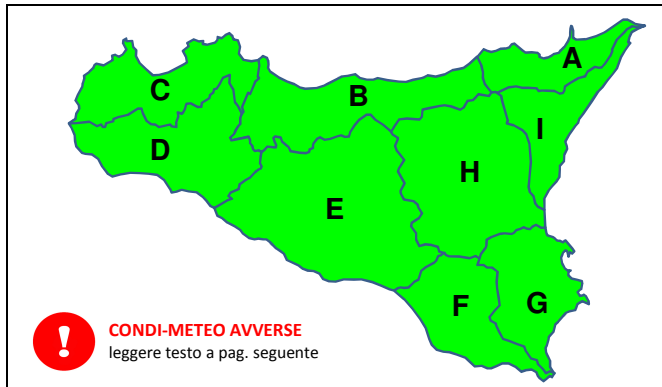 A
C
B
I
D
H
E
F
G
!
CONDI-METEO AVVERSE
leggere testo a pag. seguente